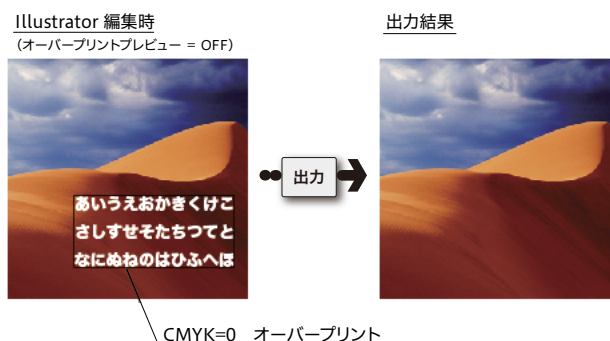 Illustrator 編集時
（オーバープリントプレビュー = OFF）
出力結果
あいうえおかきくけこ
さしすせそたちつてと
なにぬねのはひふへほ
出力
CMYK=0　オーバープリント